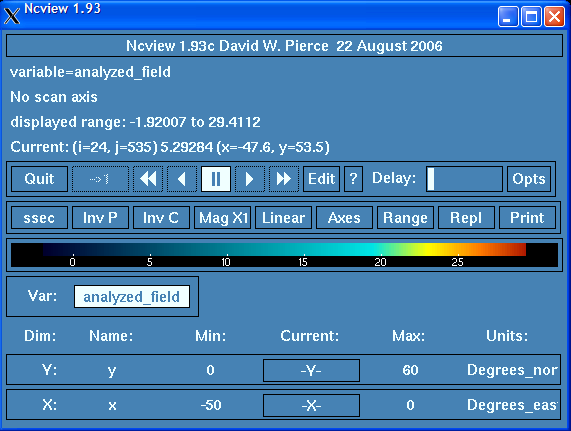 Ncview 1.93
Ncview 1.93c David W. Pierce 22 August 2006
variable=analyzed_field
No scan axis
displayed range: -1.92007 to 29.4112
Current: (i=24, j=535) 5.29284 (x=-47.6, y=53.5)
Quit ->1 Edit ? Delay: Opts
ssec Inv P Inv C Mag X1 Linear Axes Range Repl Print
0 5 10 15 20 25
Var: analyzed_field
Dim: Name: Min: Current: Max: Units:
Y: y 0 -Y- 60 Degrees_nor
X: x -50 -X- 0 Degrees_eas